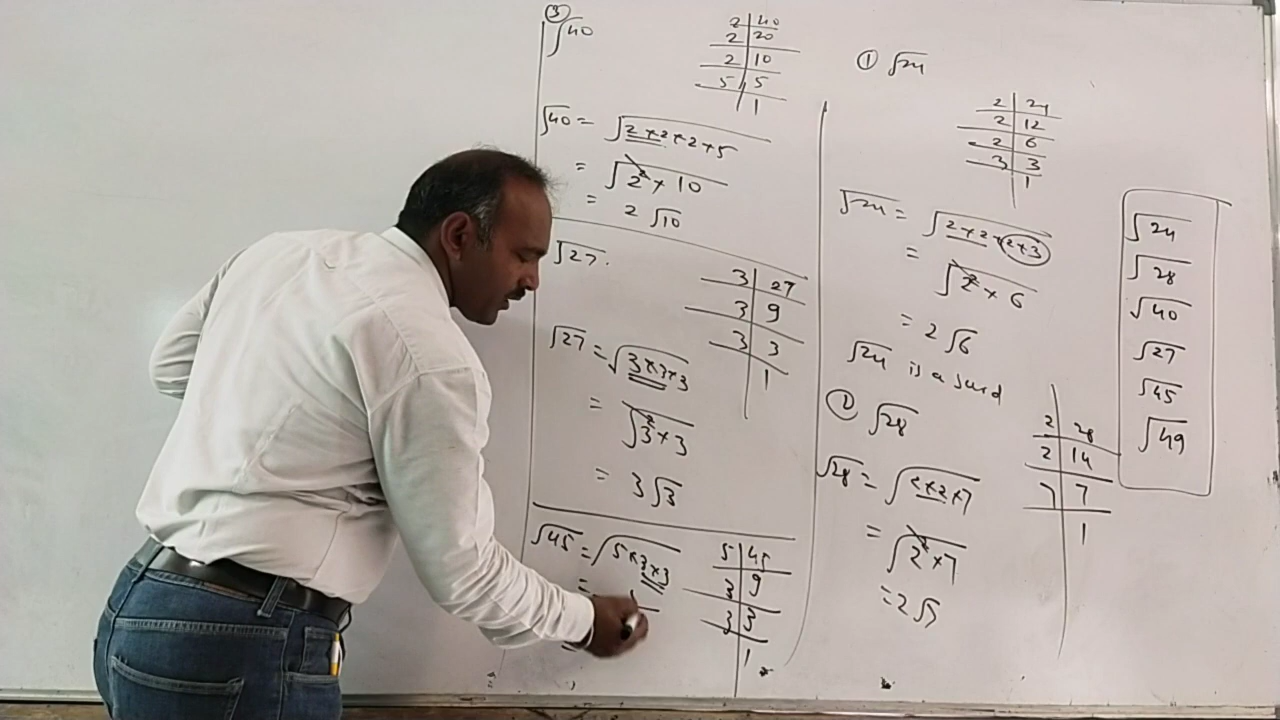 ③
√40
2 | 40
2 | 20
2 | 10
5 | 5
1
√40 = √2×2×2×5
= √2²×10
= 2√10
√27.
3 | 27
3 | 9
3 | 3
1
√27 = √3×3×3
= √3²×3
= 3√3
√45 = √5×3×3
=
5 | 45
3 | 9
3 | 3
1
① √24
2 | 24
2 | 12
2 | 6
3 | 3
1
√24 = √2×2×2×3
= √2²×6
= 2√6
√24 is a surd
√28
2 | 28
2 | 14
7 | 7
1
√28 = √2×2×7
= √2²×7
= 2√7
√24
√28
√40
√27
√45
√49